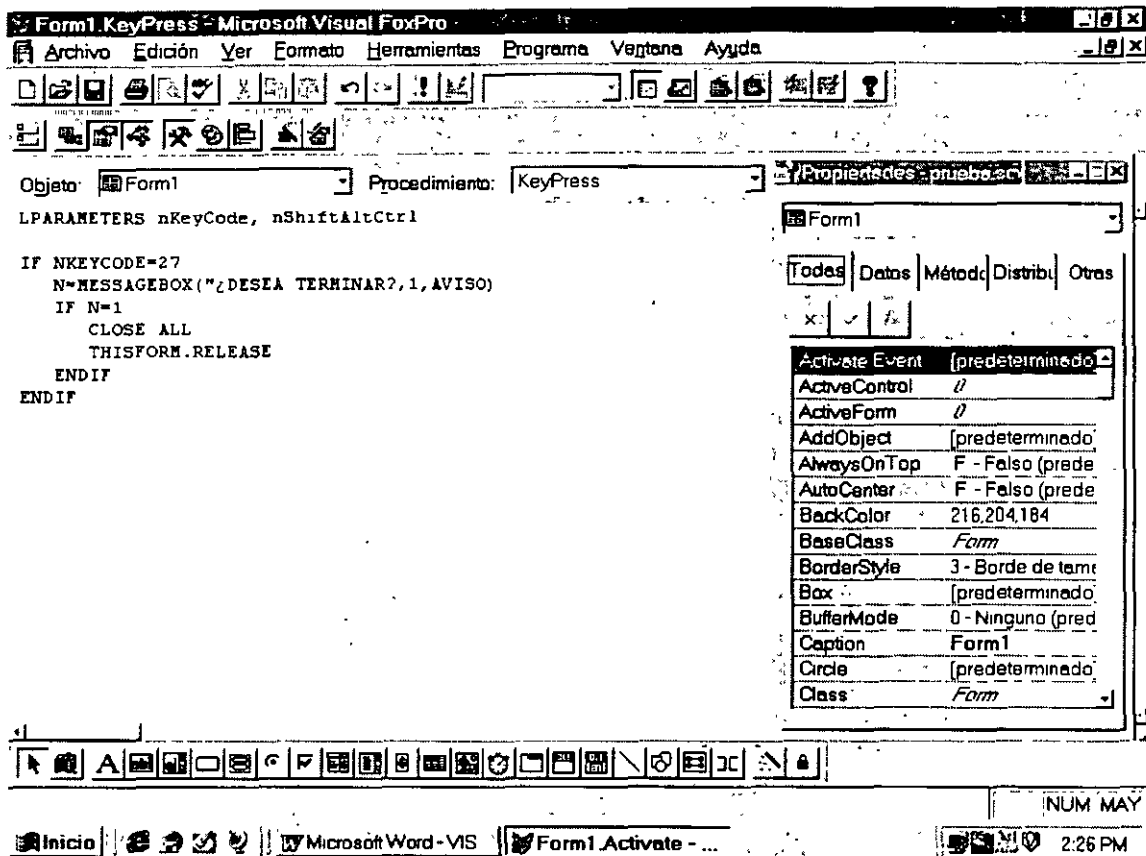 Form1.KeyPress - Microsoft Visual FoxPro
Archivo Edición Ver Formato Herramientas Programa Ventana Ayuda
Objeto: Form1 Procedimiento: KeyPress
LPARAMETERS nKeyCode, nShiftAltCtrl
IF NKEYCODE=27
N=MESSAGEBOX("¿DESEA TERMINAR?,1,AVISO)
IF N=1
CLOSE ALL
THISFORM.RELEASE
ENDIF
ENDIF
Propiedades - prueba.sc
Form1
Todas Datos Métodc Distribu Otras
Activate Event [predeterminado]
ActiveControl 0
ActiveForm 0
AddObject [predeterminado]
AlwaysOnTop F - Falso (prede
AutoCenter F - Falso (prede
BackColor 216,204,184
BaseClass Form
BorderStyle 3 - Borde de tama
Box [predeterminado]
BufferMode 0 - Ninguno (pred
Caption Form1
Circle [predeterminado]
Class Form
NUM MAY
Inicio Microsoft Word - VIS Form1.Activate - ... 2:26 PM